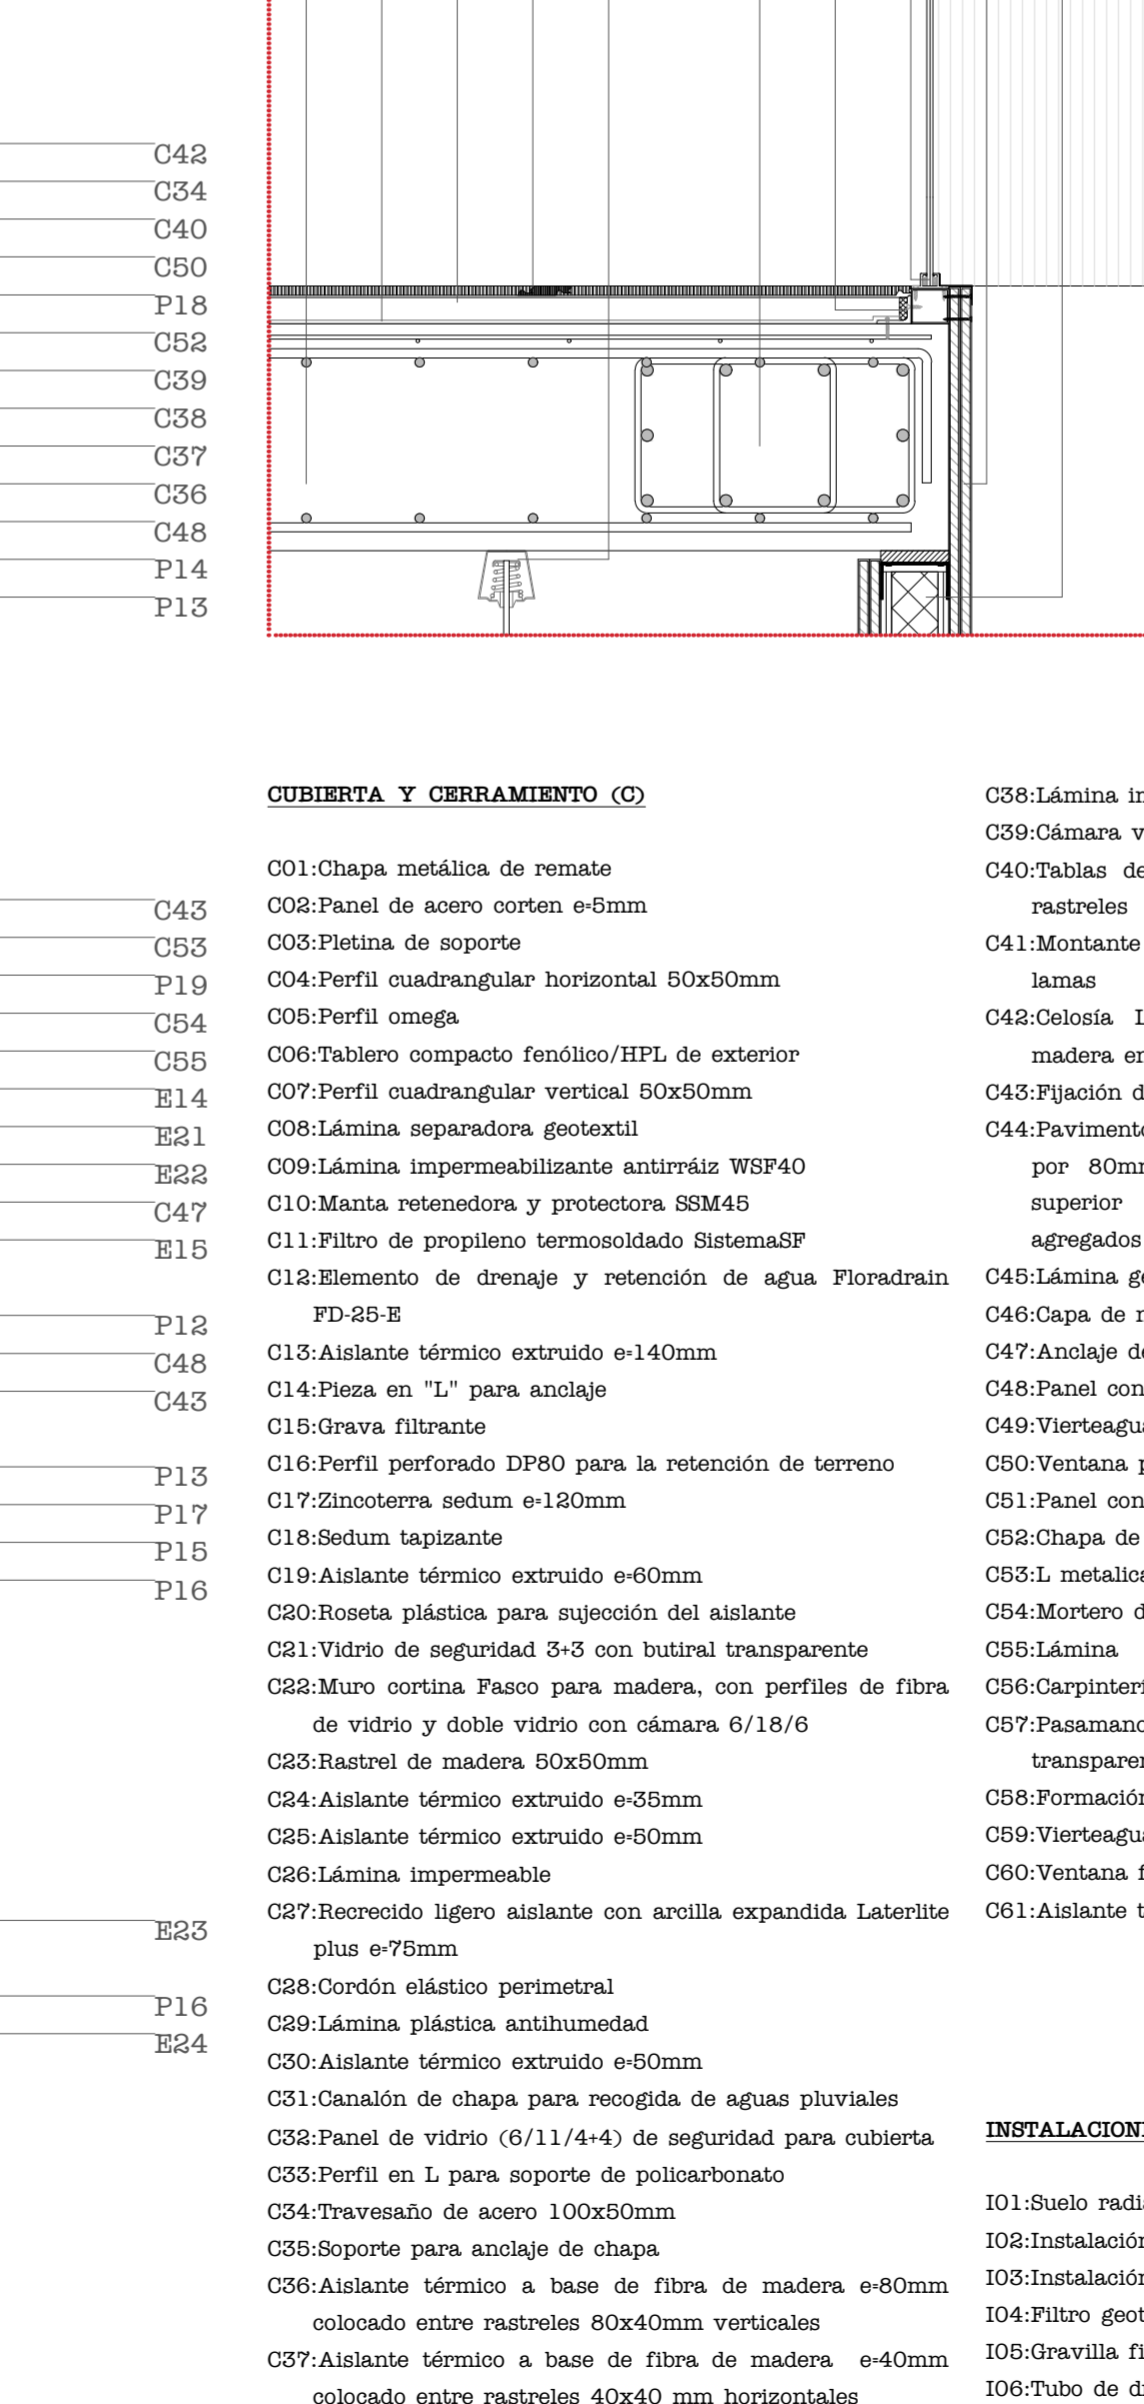 C42
C34
C40
C50
P18
C52
C39
C38
C37
C36
C48
P14
P13
C43
C53
P19
C54
C55
E14
E21
E22
C47
E15
P12
C48
C43
P13
P17
P15
P16
E23
P16
E24
CUBIERTA Y CERRAMIENTO (C)
C01:Chapa metálica de remate
C02:Panel de acero corten e=5mm
C03:Pletina de soporte
C04:Perfil cuadrangular horizontal 50x50mm
C05:Perfil omega
C06:Tablero compacto fenólico/HPL de exterior
C07:Perfil cuadrangular vertical 50x50mm
C08:Lámina separadora geotextil
C09:Lámina impermeabilizante antirráiz WSF40
C10:Manta retenedora y protectora SSM45
C11:Filtro de propileno termosoldado SistemaSF
C12:Elemento de drenaje y retención de agua Floradrain
FD-25-E
C13:Aislante térmico extruido e=140mm
C14:Pieza en "L" para anclaje
C15:Grava filtrante
C16:Perfil perforado DP80 para la retención de terreno
C17:Zincoterra sedum e=120mm
C18:Sedum tapizante
C19:Aislante térmico extruido e=60mm
C20:Roseta plástica para sujección del aislante
C21:Vidrio de seguridad 3+3 con butiral transparente
C22:Muro cortina Fasco para madera, con perfiles de fibra
de vidrio y doble vidrio con cámara 6/18/6
C23:Rastrel de madera 50x50mm
C24:Aislante térmico extruido e=35mm
C25:Aislante térmico extruido e=50mm
C26:Lámina impermeable
C27:Recrecido ligero aislante con arcilla expandida Laterlite
plus e=75mm
C28:Cordón elástico perimetral
C29:Lámina plástica antihumedad
C30:Aislante térmico extruido e=50mm
C31:Canalón de chapa para recogida de aguas pluviales
C32:Panel de vidrio (6/11/4+4) de seguridad para cubierta
C33:Perfil en L para soporte de policarbonato
C34:Travesaño de acero 100x50mm
C35:Soporte para anclaje de chapa
C36:Aislante térmico a base de fibra de madera e=80mm
colocado entre rastreles 80x40mm verticales
C37:Aislante térmico a base de fibra de madera e=40mm
colocado entre rastreles 40x40 mm horizontales
C38:Lámina
C39:Cámara
C40:Tablas de
rastreles
C41:Montante
lamas
C42:Celosía
madera
C43:Fijación
C44:Pavimento
por 80mm
superior
agregados
C45:Lámina
C46:Capa de
C47:Anclaje
C48:Panel con
C49:Vierteagua
C50:Ventana
C51:Panel con
C52:Chapa de
C53:L metalica
C54:Mortero
C55:Lámina
C56:
C57:Pasamano
C58:Formación
C59:Vierteagua
C60:Ventana
C61:Aislante
I01:Suelo
I02:Instalación
I03:Instalación
I04:Filtro
I05:Gravilla
I06:Tubo de